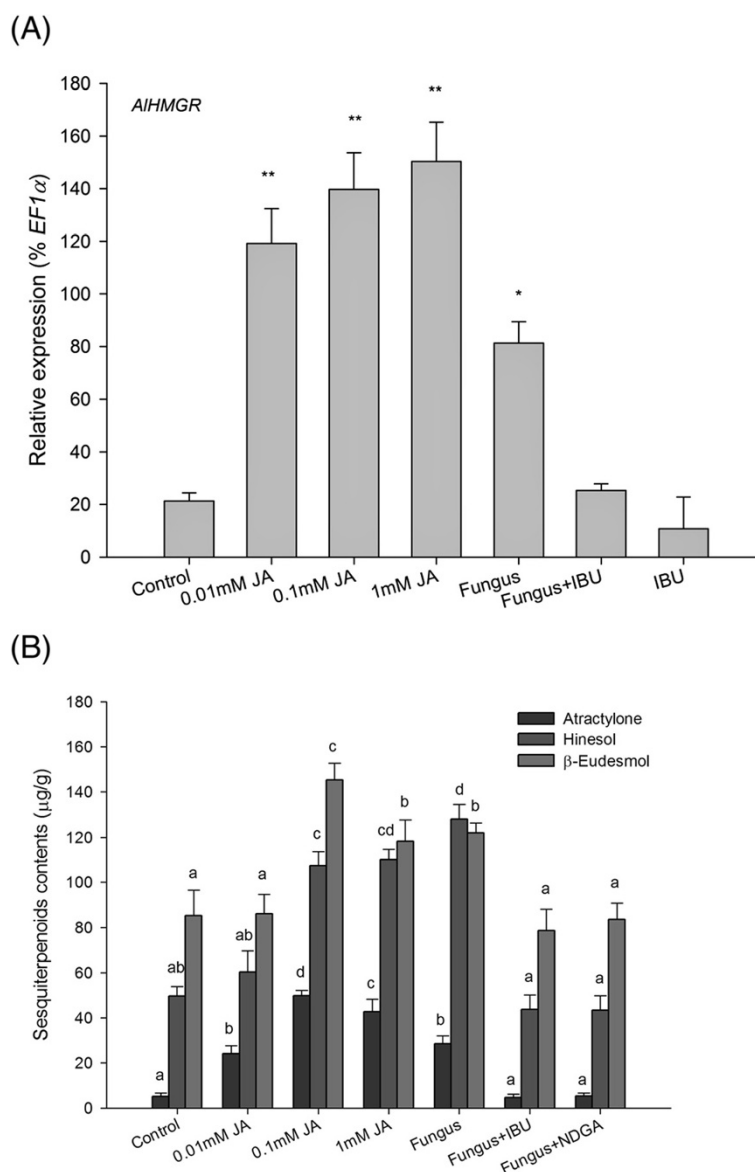 (A)
180
160
140
120
100
80
60
40
20
0
Relative expression (% EF1α)
AlHMGR
**
**
**
*
Control
0.01mM JA
0.1mM JA
1mM JA
Fungus
Fungus+IBU
IBU
(B)
180
160
140
120
100
80
60
40
20
0
Sesquiterpenoids contents (μg/g)
Atractylone
Hinesol
β-Eudesmol
a
ab
a
b
ab
a
d
c
c
c
cd
b
b
d
b
a
a
a
a
a
a
Control
0.01mM JA
0.1mM JA
1mM JA
Fungus
Fungus+IBU
Fungus+NDGA